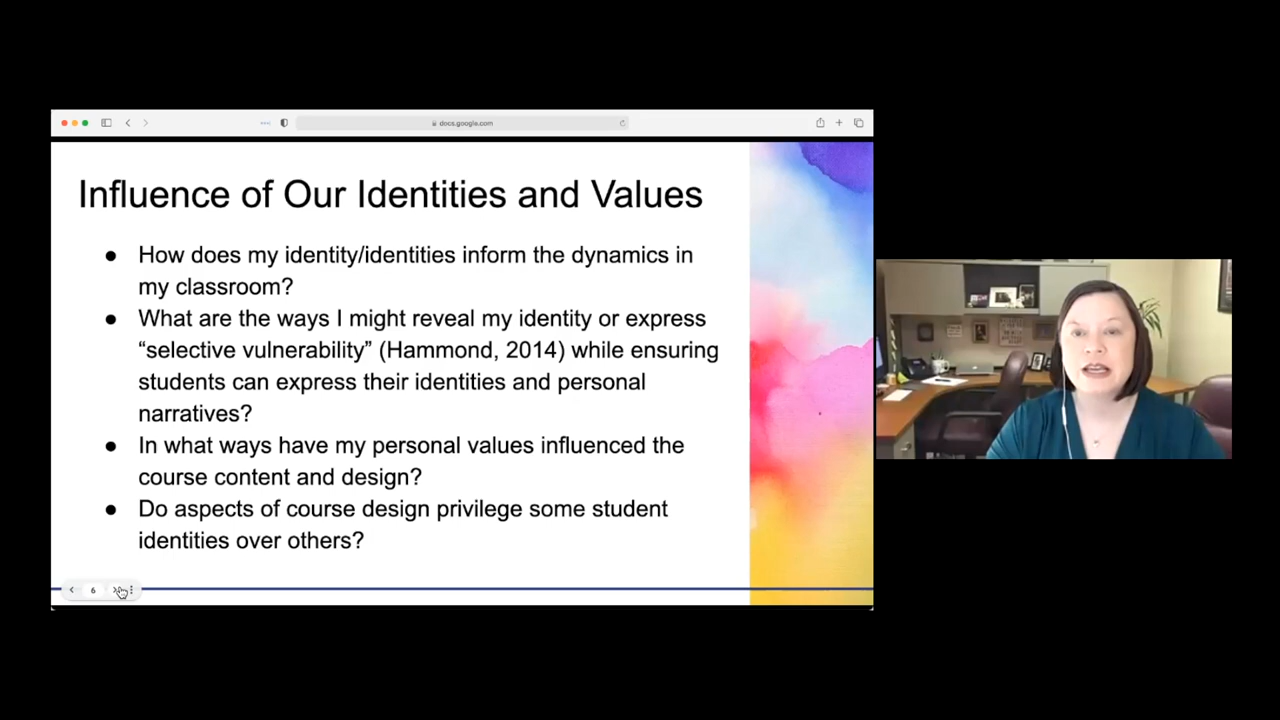 docs.google.com
Influence of Our Identities and Values
● How does my identity/identities inform the dynamics in
my classroom?
● What are the ways I might reveal my identity or express
“selective vulnerability” (Hammond, 2014) while ensuring
students can express their identities and personal
narratives?
● In what ways have my personal values influenced the
course content and design?
● Do aspects of course design privilege some student
identities over others?
6